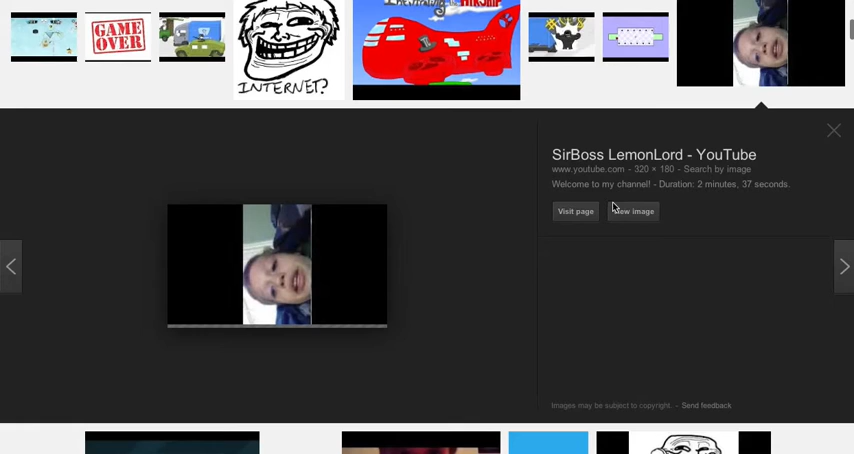 GAME
OVER
AIRSHIP
INTERNET?
SirBoss LemonLord - YouTube
www.youtube.com - 320 × 180 - Search by image
Welcome to my channel! - Duration: 2 minutes, 37 seconds.
Visit page
View image
Images may be subject to copyright. - Send feedback